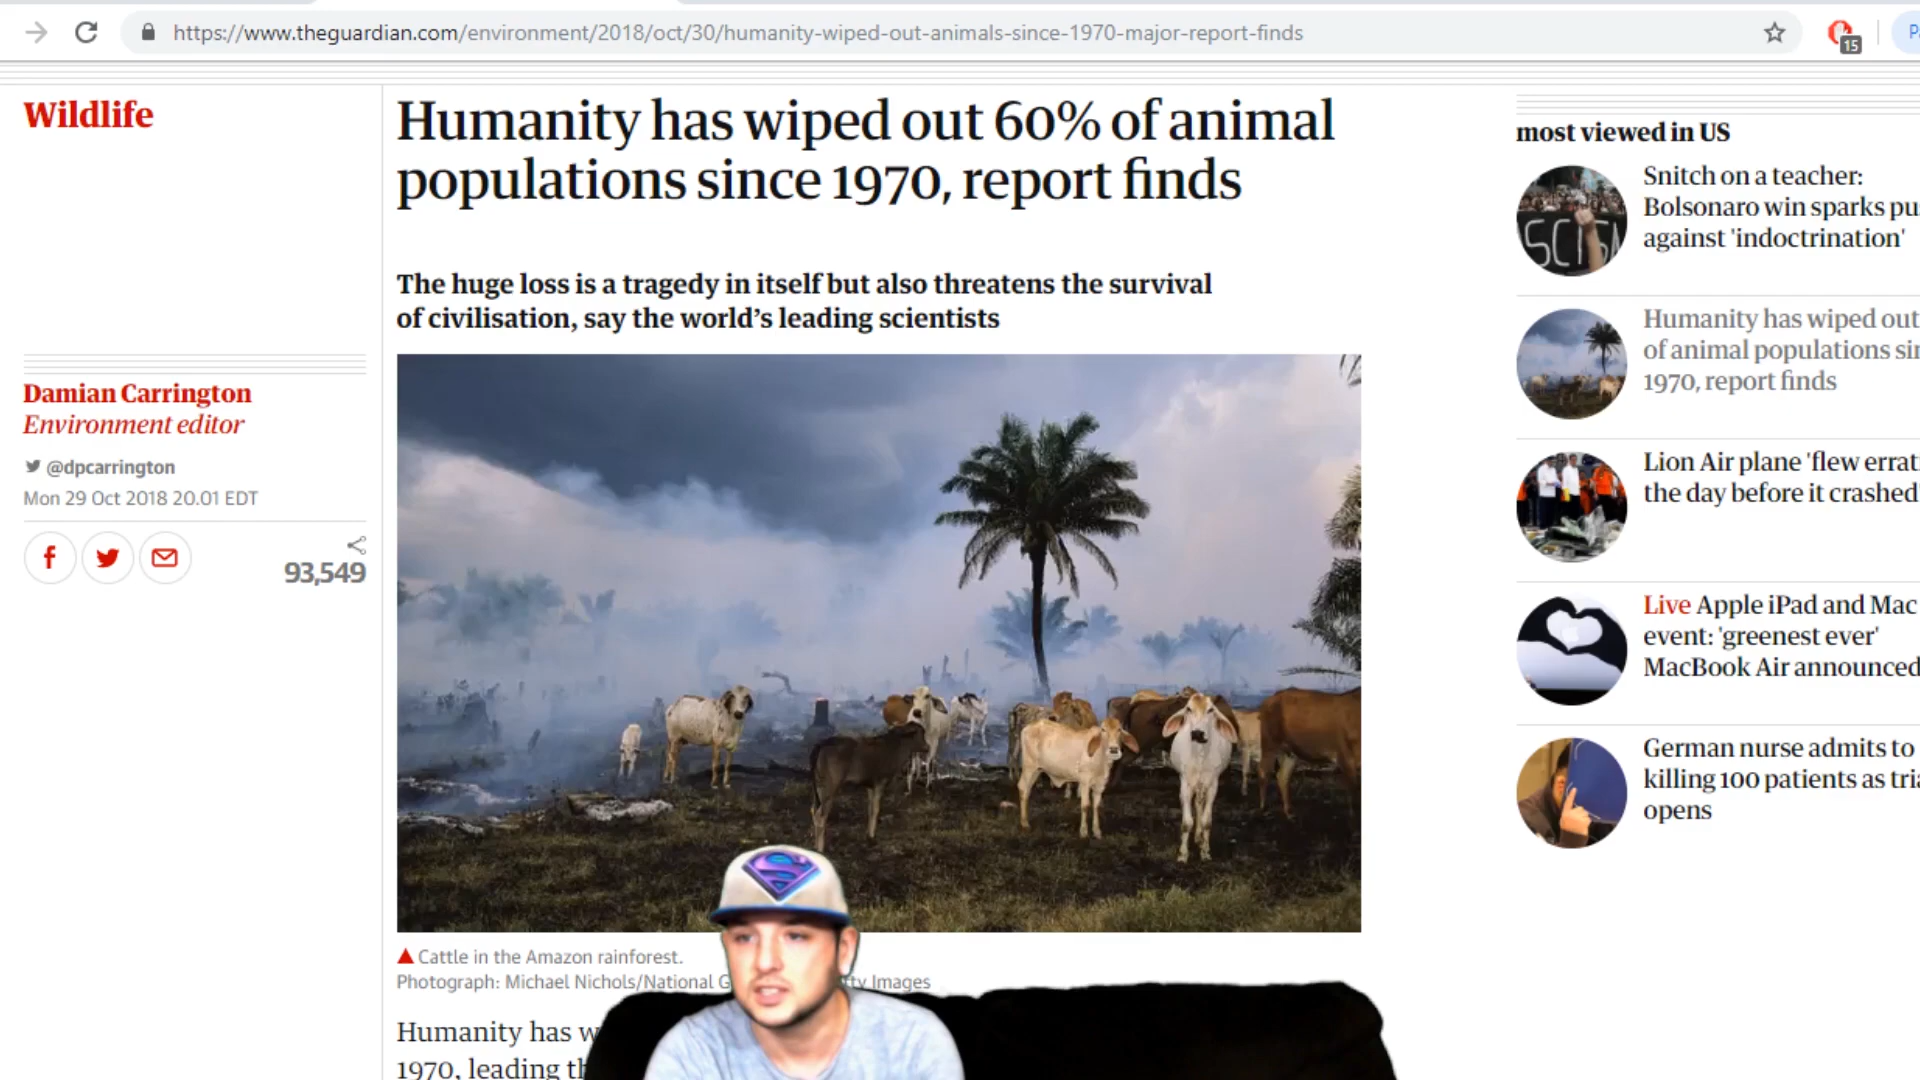 https://www.theguardian.com/environment/2018/oct/30/humanity-wiped-out-animals-since-1970-major-report-finds
15
Wildlife
Humanity has wiped out 60% of animal
populations since 1970, report finds
The huge loss is a tragedy in itself but also threatens the survival
of civilisation, say the world's leading scientists
Damian Carrington
Environment editor
@dpcarrington
Mon 29 Oct 2018 20.01 EDT
93,549
Cattle in the Amazon rainforest.
Photograph: Michael Nichols/National G
tty Images
Humanity has w
1970, leading th
most viewed in US
Snitch on a teacher:
Bolsonaro win sparks pu
against 'indoctrination'
Humanity has wiped out
of animal populations sin
1970, report finds
Lion Air plane 'flew errati
the day before it crashed'
Live Apple iPad and Mac
event: 'greenest ever'
MacBook Air announced
German nurse admits to
killing 100 patients as tria
opens